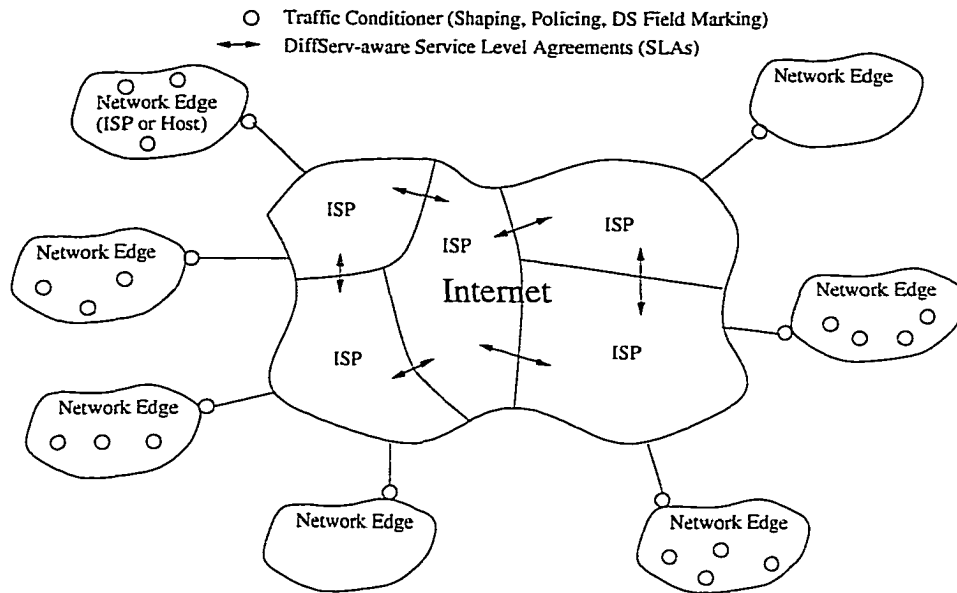 Traffic Conditioner (Shaping, Policing, DS Field Marking)
DiffServ-aware Service Level Agreements (SLAs)
Network Edge
(ISP or Host)
Network Edge
ISP
ISP
ISP
Network Edge
Internet
Network Edge
ISP
ISP
Network Edge
Network Edge
Network Edge